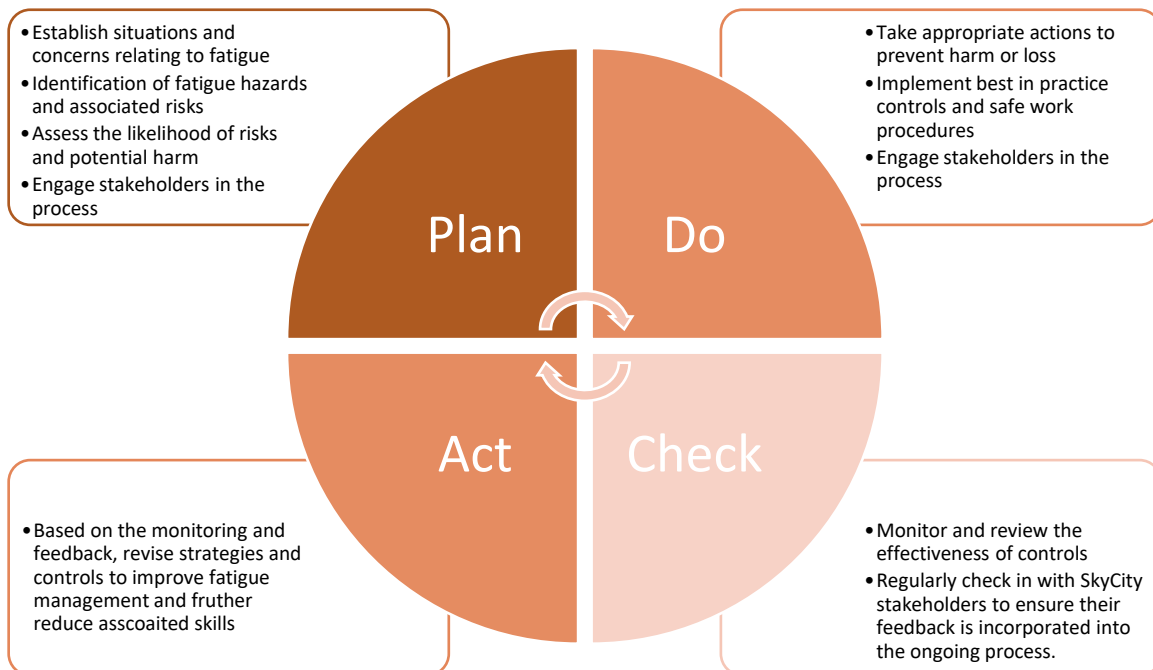 •Establish situations and
concerns relating to fatigue
•Identification of fatigue hazards
and associated risks
•Assess the likelihood of risks
and potential harm
•Engage stakeholders in the
process
•Take appropriate actions to
prevent harm or loss
•Implement best in practice
controls and safe work
procedures
•Engage stakeholders in the
process
Plan
Do
Act
Check
•Based on the monitoring and
feedback, revise strategies and
controls to improve fatigue
management and fruther
reduce asscoaited skills
•Monitor and review the
effectiveness of controls
•Regularly check in with SkyCity
stakeholders to ensure their
feedback is incorporated into
the ongoing process.